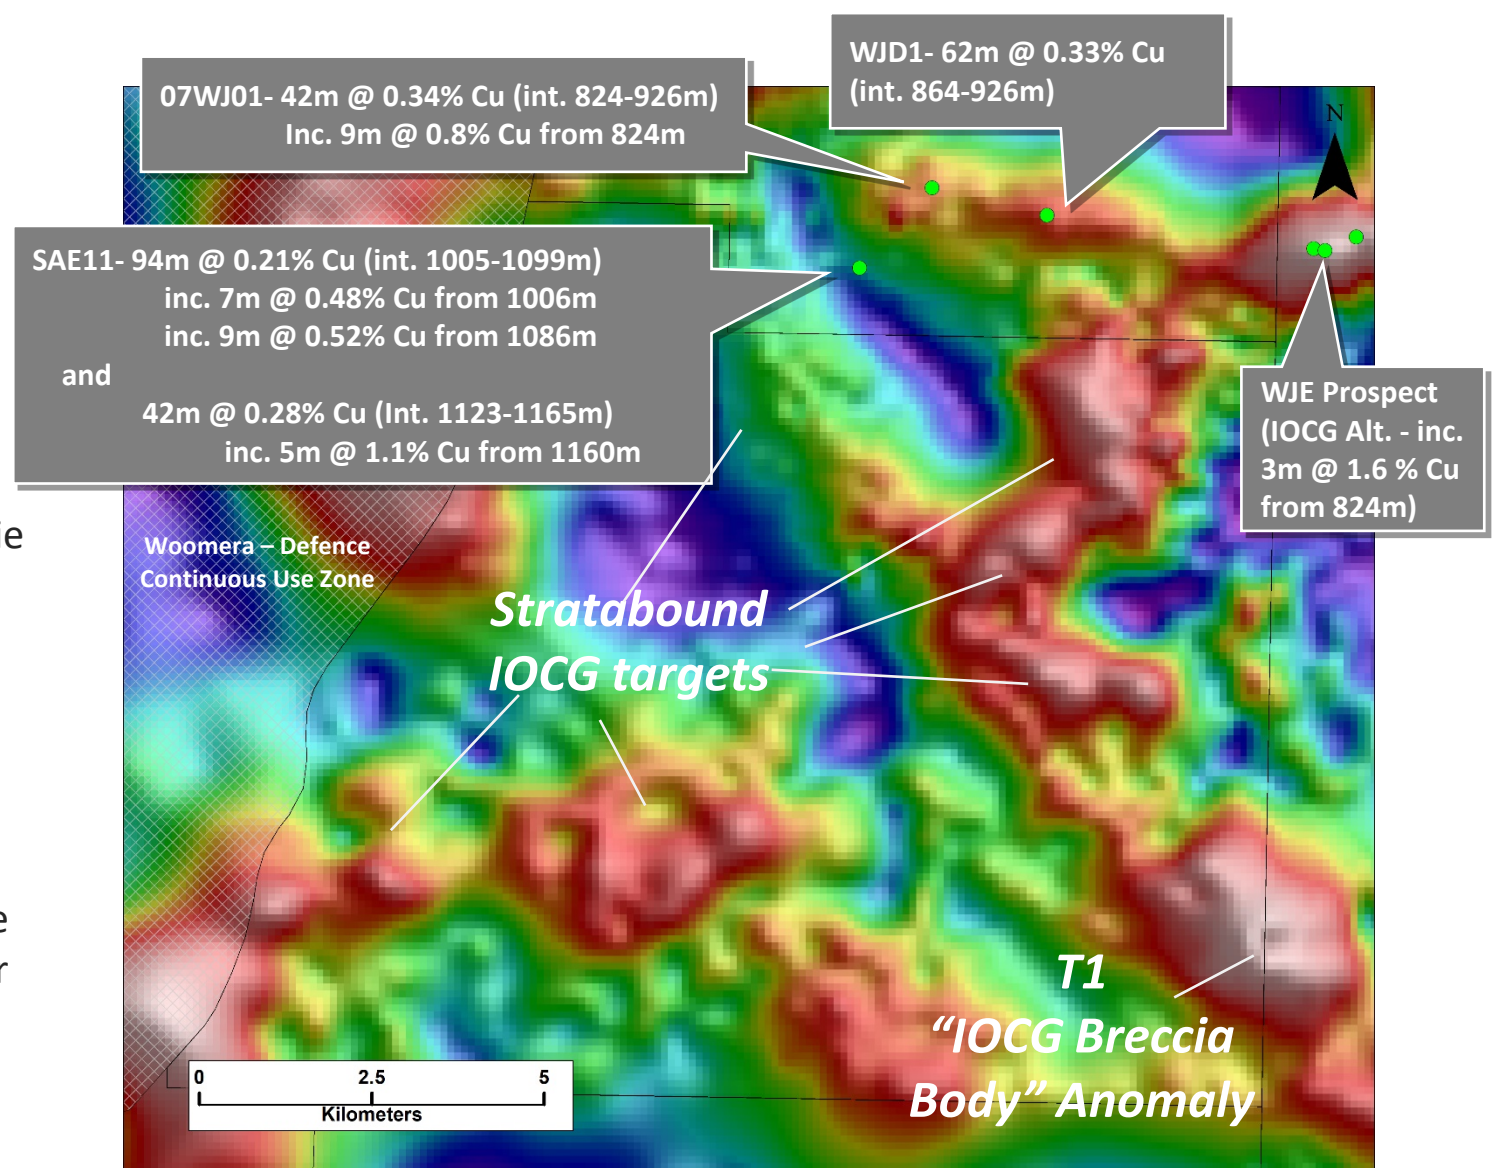 WJD1- 62m @ 0.33% Cu
(int. 864-926m)
07WJ01- 42m @ 0.34% Cu (int. 824-926m)
Inc. 9m @ 0.8% Cu from 824m
N
SAE11- 94m @ 0.21% Cu (int. 1005-1099m)
inc. 7m @ 0.48% Cu from 1006m
inc. 9m @ 0.52% Cu from 1086m
and
42m @ 0.28% Cu (Int. 1123-1165m)
inc. 5m @ 1.1% Cu from 1160m
WJE Prospect
(IOCG Alt. - inc.
3m @ 1.6 % Cu
from 824m)
ie
Woomera – Defence
Continuous Use Zone
Stratabound
IOCG targets
e
r
T1
“IOCG Breccia
Body” Anomaly
0 2.5 5
Kilometers